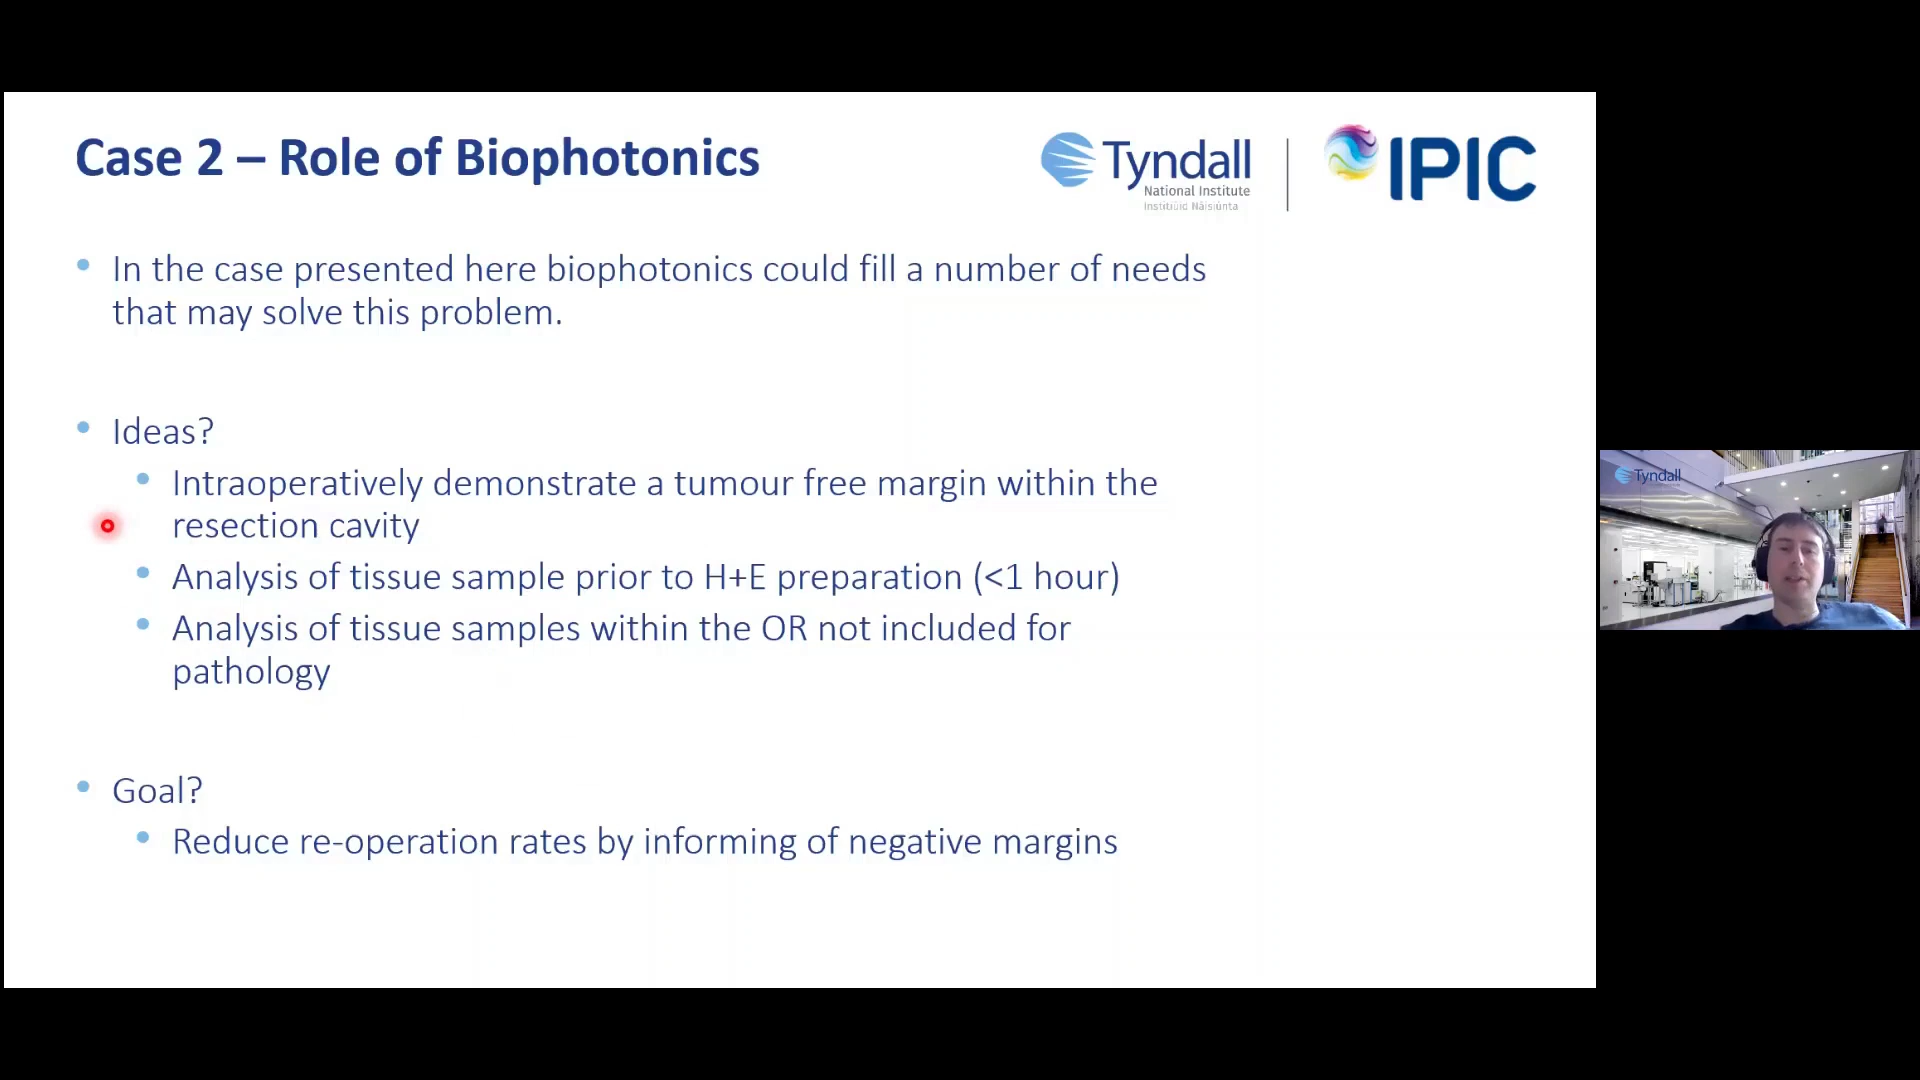 Case 2 – Role of Biophotonics
Tyndall
National Institute
Institiúid Náisiúnta
IPIC
• In the case presented here biophotonics could fill a number of needs
that may solve this problem.
• Ideas?
• Intraoperatively demonstrate a tumour free margin within the
resection cavity
• Analysis of tissue sample prior to H+E preparation (<1 hour)
• Analysis of tissue samples within the OR not included for
pathology
• Goal?
• Reduce re-operation rates by informing of negative margins
Tyndall